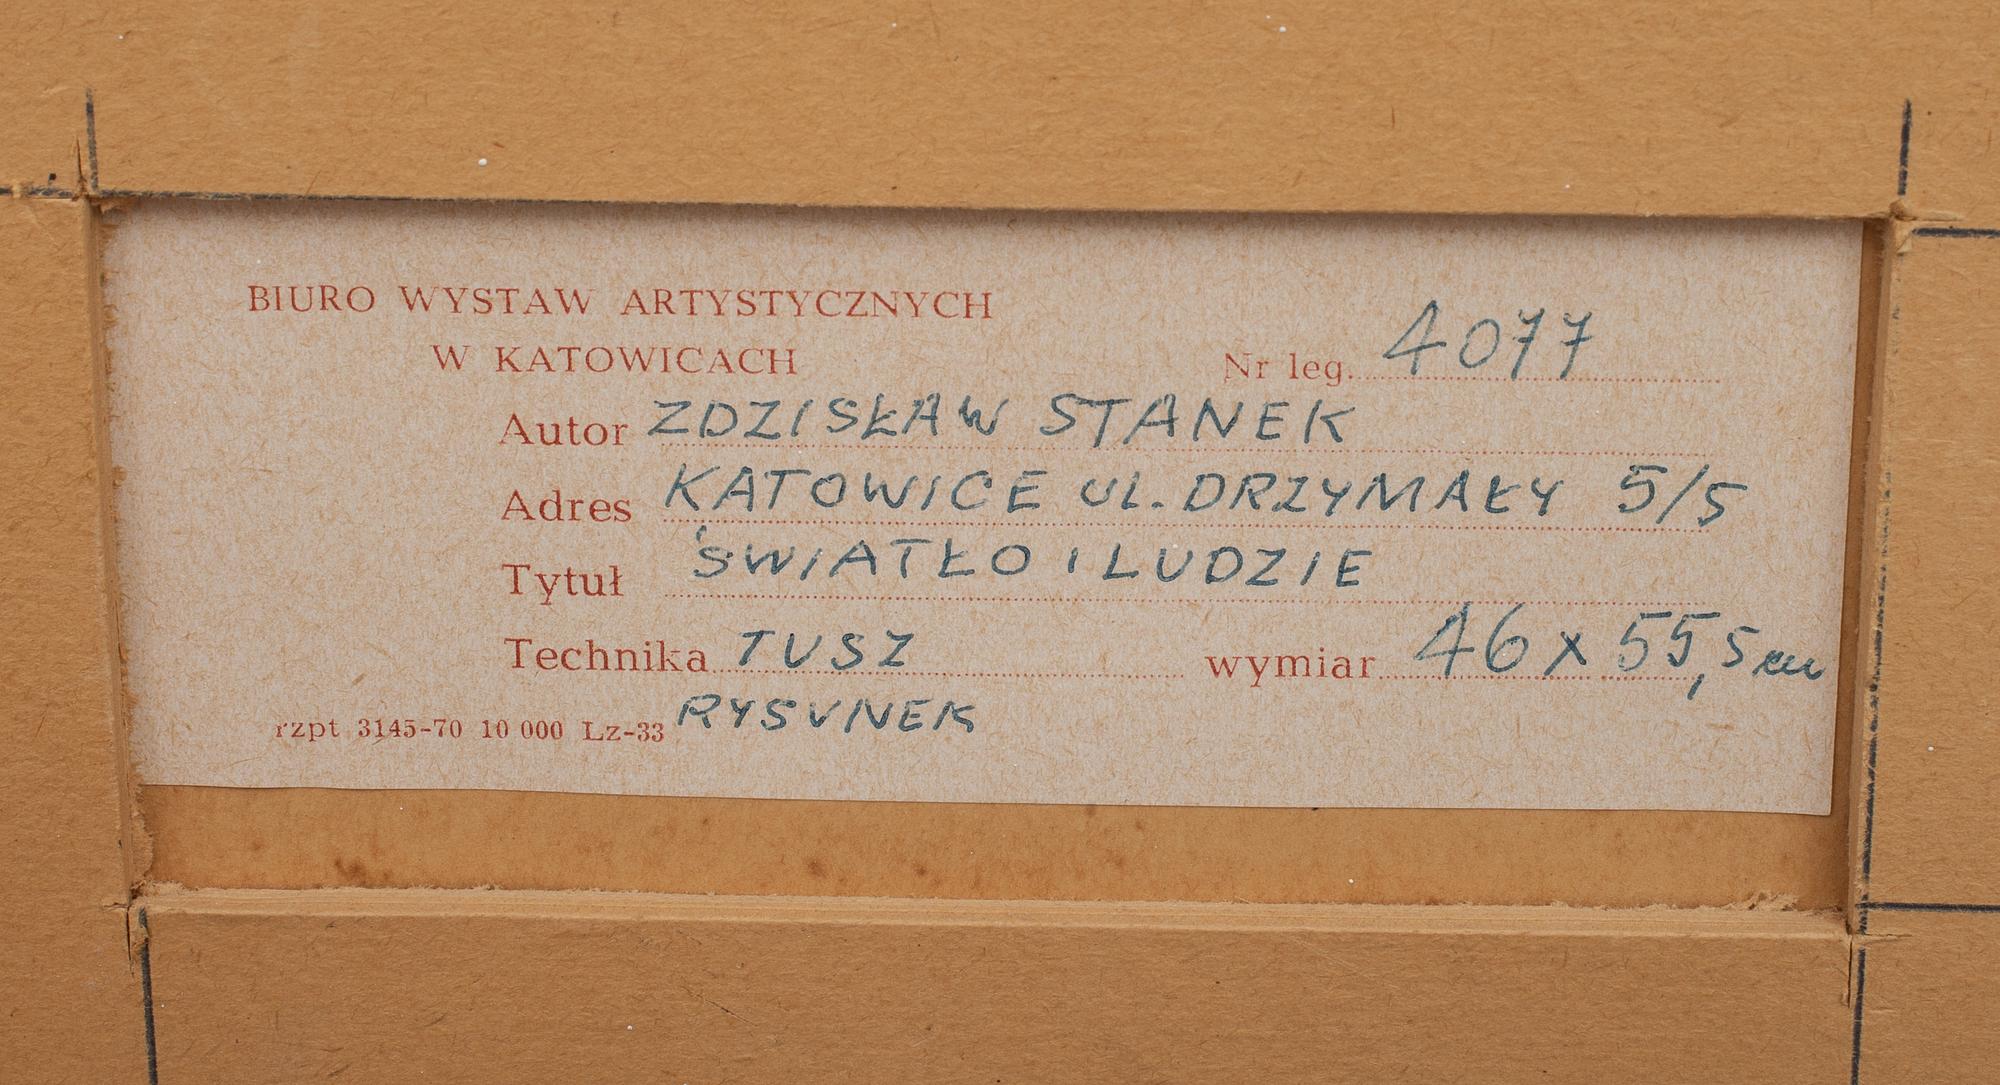 BIURO WYSTAW ARTYSTYCZNYCH
W KATOWICACH
Nr leg. 4077
Autor ZDZISŁAW STANEK
Adres KATOWICE UL. DRZYMAŁY 5/5
Tytuł ŚWIATŁO I LUDZIE
Technika TUSZ wymiar 46 x 55,5 cm
RYSUNEK
rzpt 3145-70 10 000 Lz-33